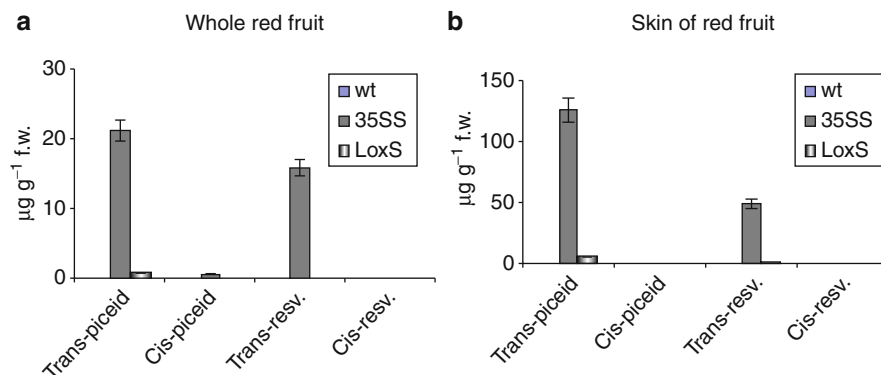 a
Whole red fruit
µg g⁻¹ f.w.
30
20
10
0
wt
35SS
LoxS
Trans-piceid
Cis-piceid
Trans-resv.
Cis-resv.
b
Skin of red fruit
µg g⁻¹ f.w.
150
100
50
0
wt
35SS
LoxS
Trans-piceid
Cis-piceid
Trans-resv.
Cis-resv.